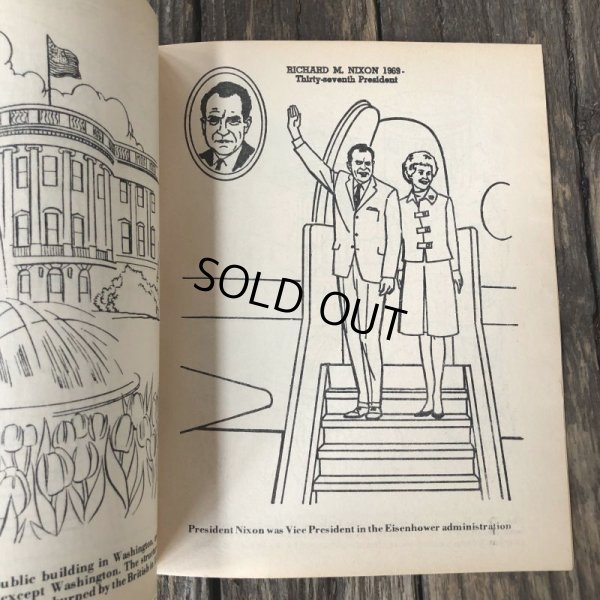 RICHARD M. NIXON 1969-
Thirty-seventh President
SOLD OUT
President Nixon was Vice President in the Eisenhower administration
ublic building in Washington,
except Washington. The
burned by the British in